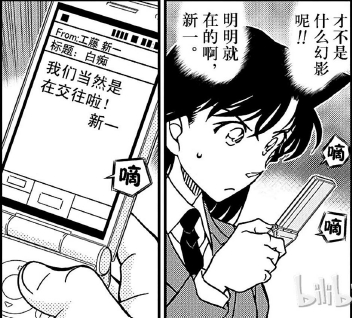 才不是
什么幻影
呢!!
明明就
在的啊，
新一。
嘀
嘀
From:工藤 新一
标题: 白痴
我们当然是
在交往啦！
新一
嘀
bilibili